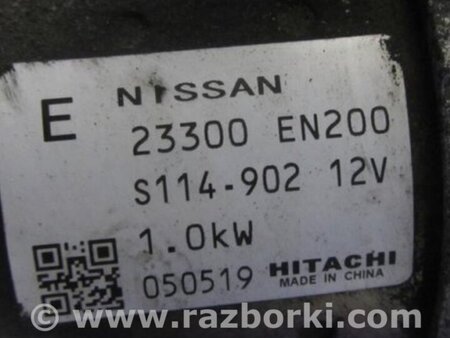 E NISSAN
23300 EN200
S114-902 12V
1.0kW
050519 HITACHI
MADE IN CHINA
© www.razborki.com